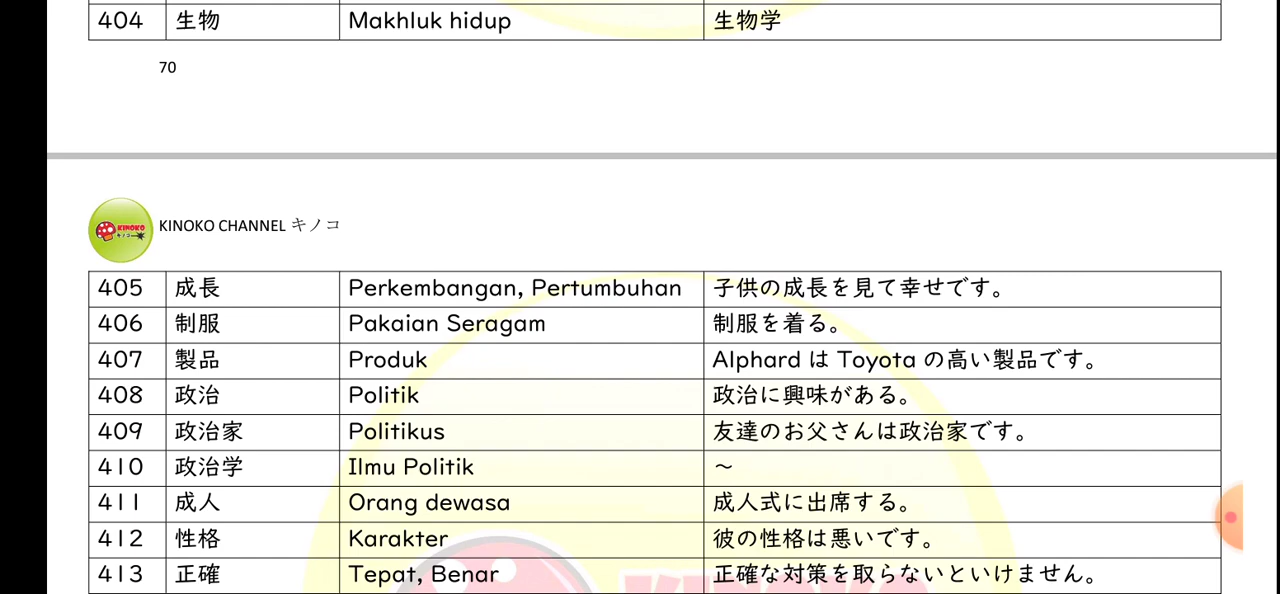 404 生物 Makhluk hidup 生物学
70
KINOKO キノコ
KINOKO CHANNEL キノコ
405 成長 Perkembangan, Pertumbuhan 子供の成長を見て幸せです。
406 制服 Pakaian Seragam 制服を着る。
407 製品 Produk Alphard は Toyota の高い製品です。
408 政治 Politik 政治に興味がある。
409 政治家 Politikus 友達のお父さんは政治家です。
410 政治学 Ilmu Politik ~
411 成人 Orang dewasa 成人式に出席する。
412 性格 Karakter 彼の性格は悪いです。
413 正確 Tepat, Benar 正確な対策を取らないといけません。
KINOKO